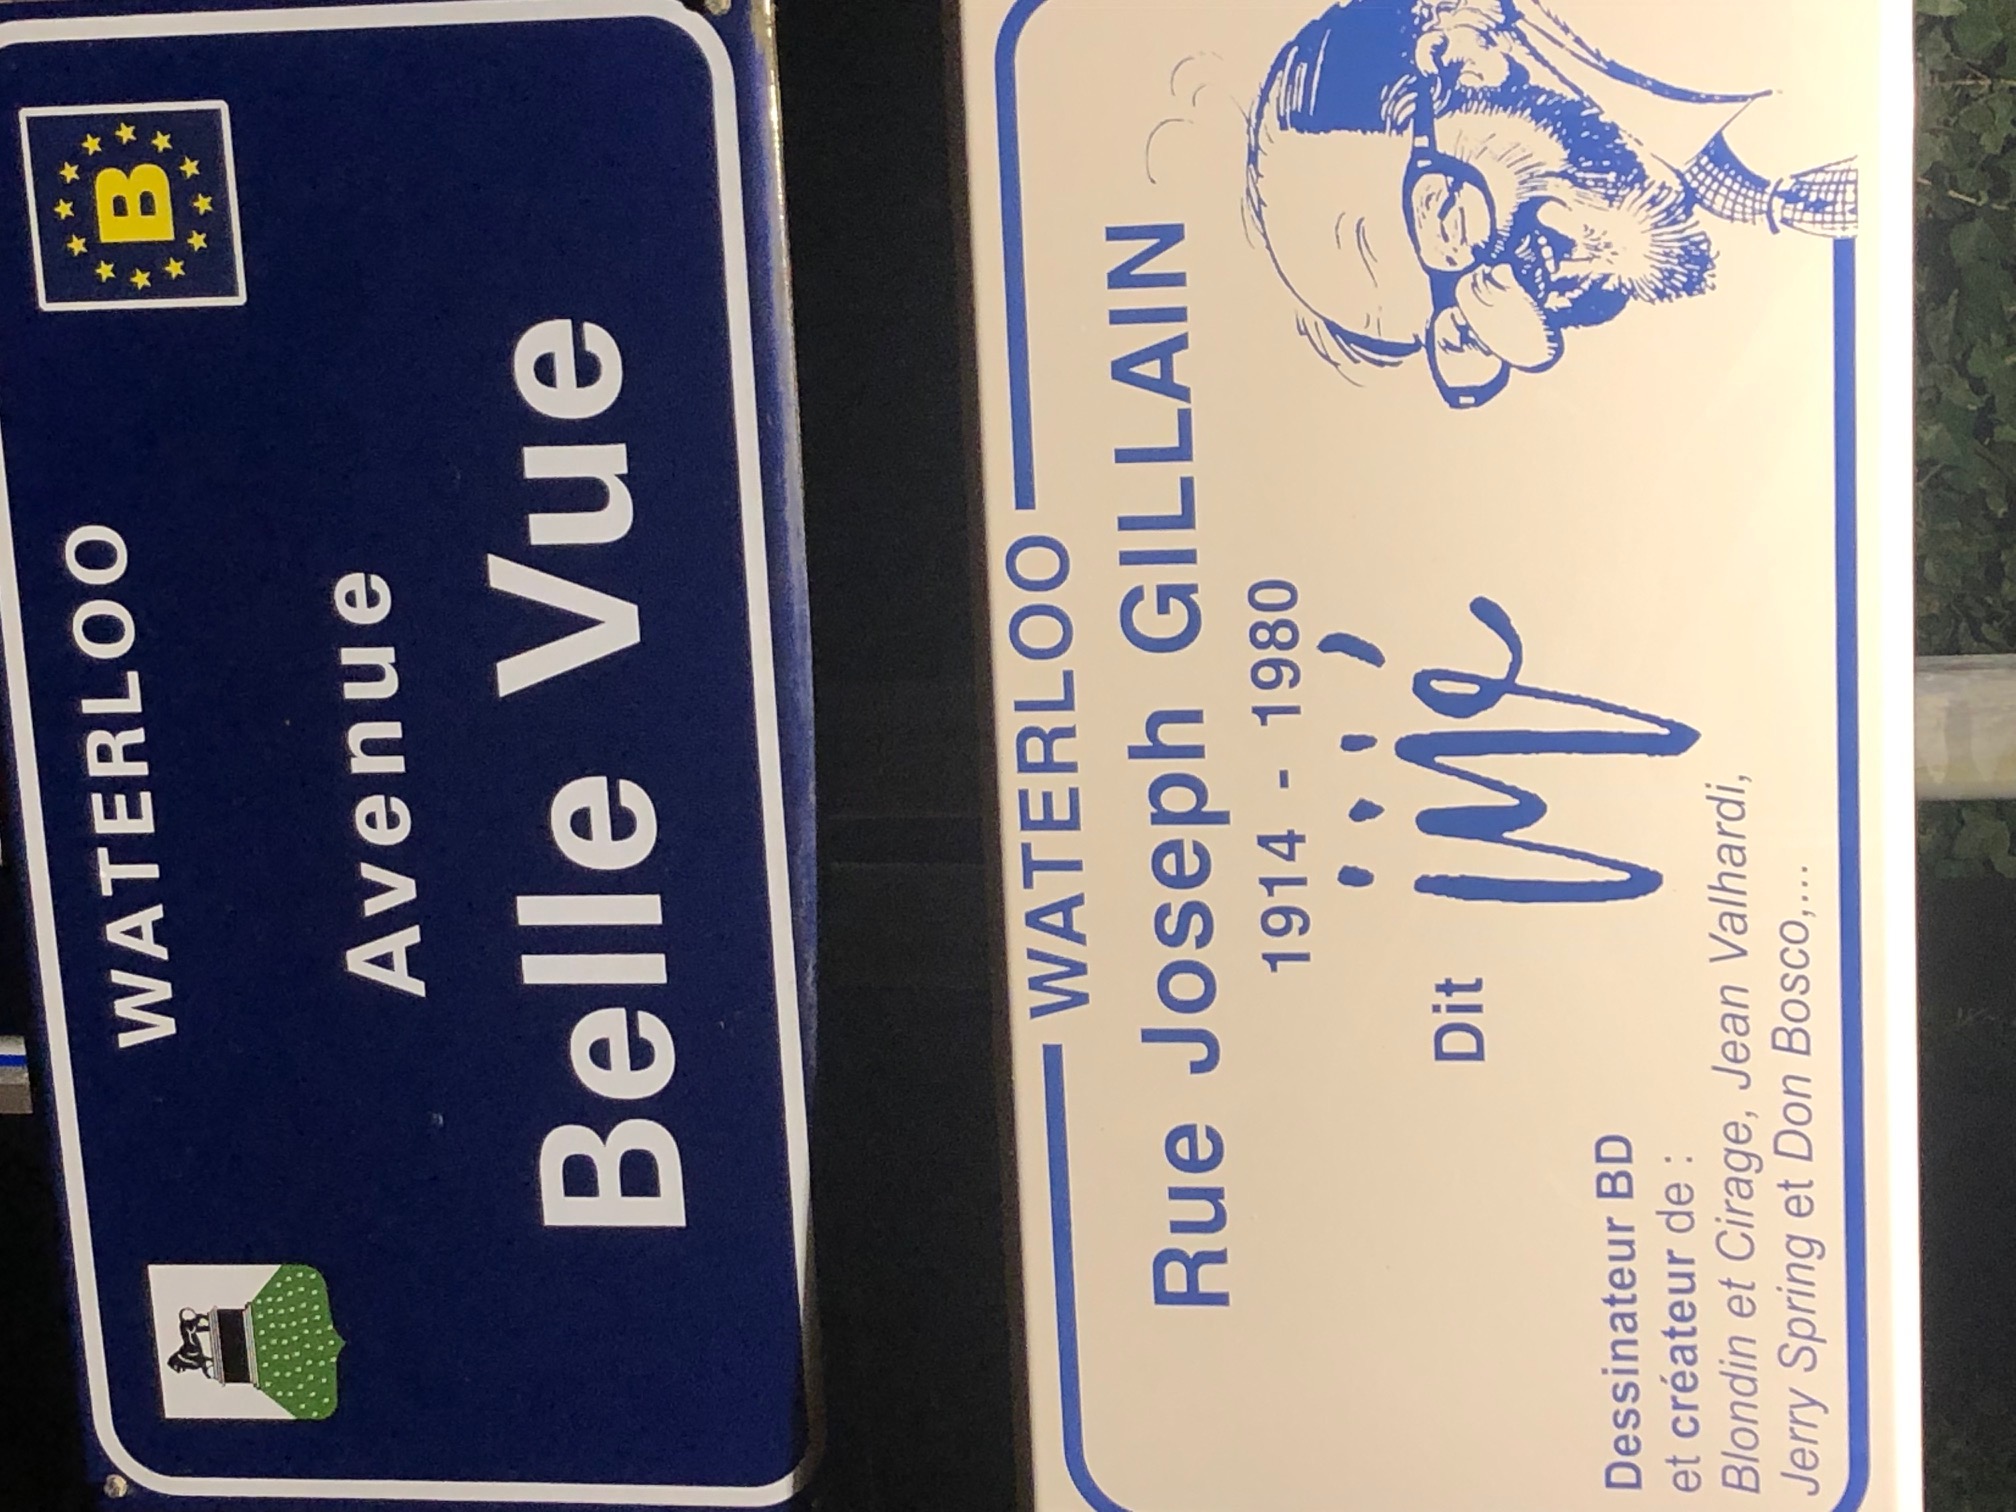 WATERLOO
B
Avenue
Belle Vue
WATERLOO
Rue Joseph GILLAIN
1914 - 1980
Dit Jijé
Dessinateur BD
et créateur de :
Blondin et Cirage, Jean Valhardi,
Jerry Spring et Don Bosco,...